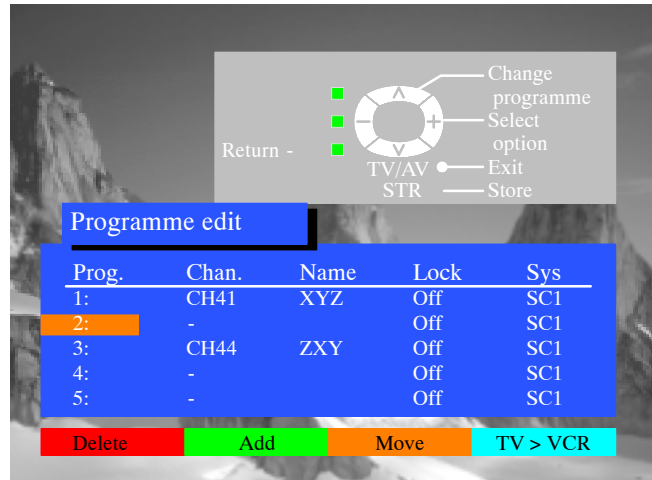 Change
programme
Select
option
Return -
TV/AV
Exit
STR
Store
Programme edit
Prog. Chan. Name Lock Sys
1: CH41 XYZ Off SC1
2: - Off SC1
3: CH44 ZXY Off SC1
4: - Off SC1
5: - Off SC1
Delete Add Move TV > VCR